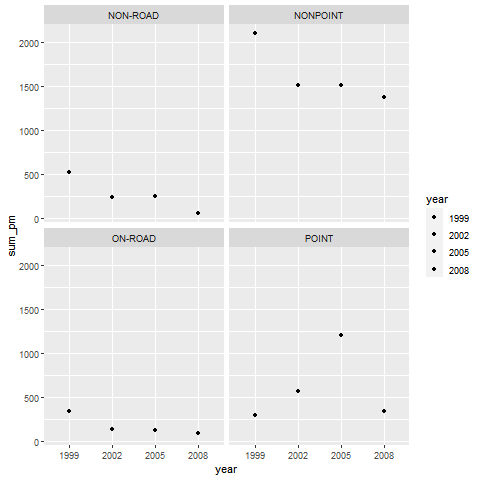 NON-ROAD NONPOINT
2000
1500
1000
500
0
ON-ROAD POINT
2000
1500
1000
500
0
sum_pm
1999 2002 2005 2008 1999 2002 2005 2008
year
year
1999
2002
2005
2008